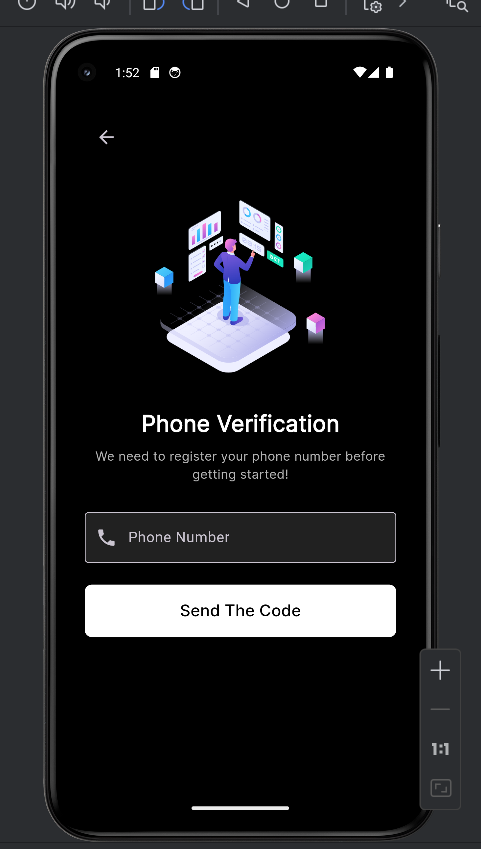 1:52
Phone Verification
We need to register your phone number before
getting started!
Phone Number
Send The Code
1:1